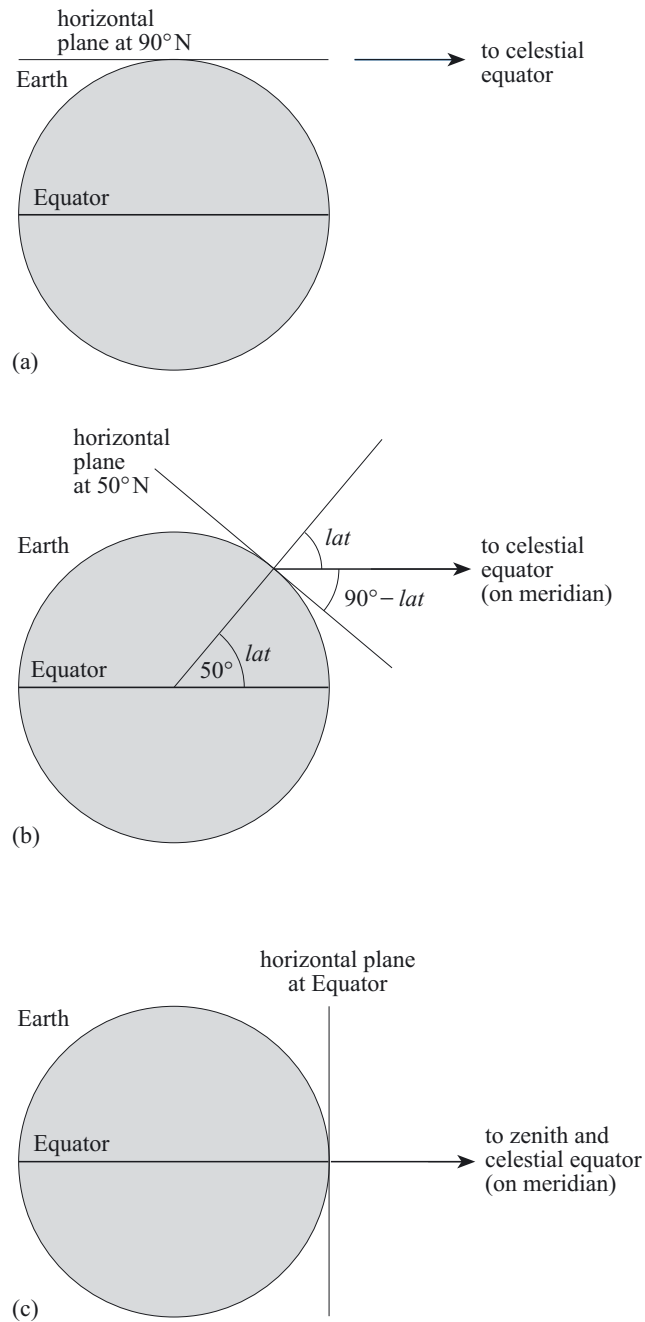 horizontal
plane at 90°N
to celestial
equator
Earth
Equator
(a)
horizontal
plane
at 50°N
Earth
lat
to celestial
equator
(on meridian)
90°− lat
Equator
50°
lat
(b)
horizontal plane
at Equator
Earth
Equator
to zenith and
celestial equator
(on meridian)
(c)